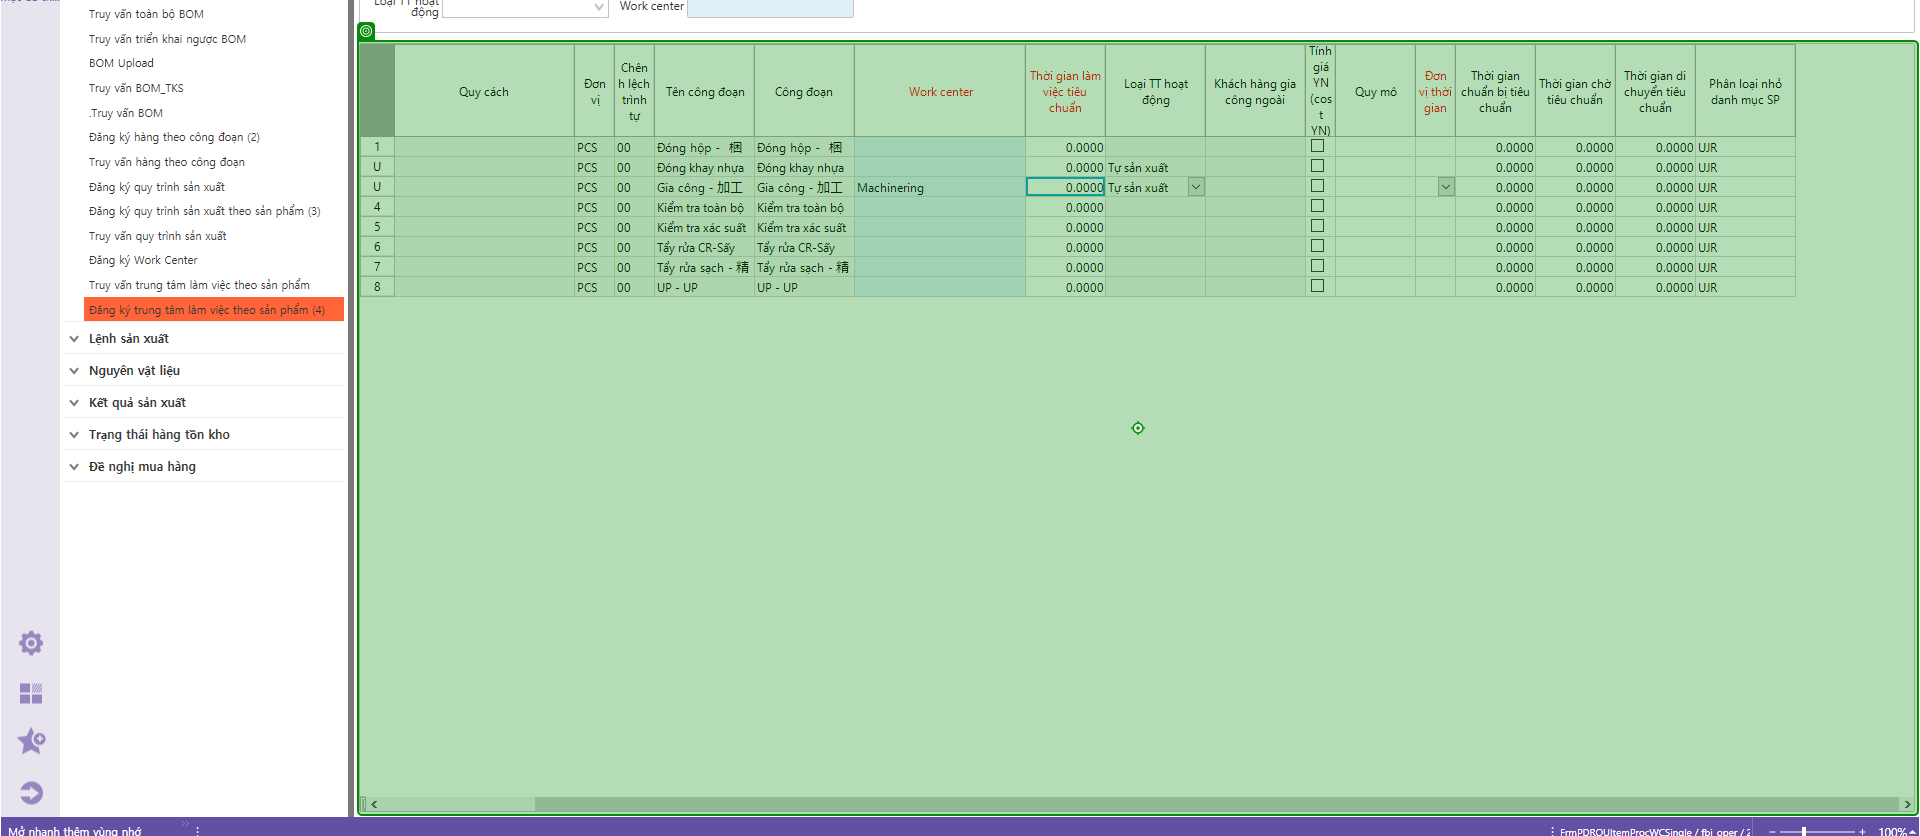 Truy vấn toàn bộ BOM
Truy vấn triển khai ngược BOM
BOM Upload
Truy vấn BOM_TKS
.Truy vấn BOM
Đăng ký hàng theo công đoạn (2)
Truy vấn hàng theo công đoạn
Đăng ký quy trình sản xuất
Đăng ký quy trình sản xuất theo sản phẩm (3)
Truy vấn quy trình sản xuất
Đăng ký Work Center
Truy vấn trung tâm làm việc theo sản phẩm
Đăng ký trung tâm làm việc theo sản phẩm (4)
Lệnh sản xuất
Nguyên vật liệu
Kết quả sản xuất
Trạng thái hàng tồn kho
Đề nghị mua hàng
Loại TT hoạt
động
Work center
Quy cách
Đơn
vị
Chên
h lệch
trình
tự
Tên công đoạn
Công đoạn
Work center
Thời gian làm
việc tiêu
chuẩn
Loại TT hoạt
động
Khách hàng gia
công ngoài
Tính
giá
YN
(cos
t
YN)
Quy mô
Đơn
vị thời
gian
Thời gian
chuẩn bị tiêu
chuẩn
Thời gian chờ
tiêu chuẩn
Thời gian di
chuyển tiêu
chuẩn
Phân loại nhỏ
danh mục SP
1 PCS 00 Đóng hộp - 梱 Đóng hộp - 梱 0.0000 0.0000 0.0000 0.0000 UJR
U PCS 00 Đóng khay nhựa Đóng khay nhựa 0.0000 Tự sản xuất 0.0000 0.0000 0.0000 UJR
U PCS 00 Gia công - 加工 Gia công - 加工 Machinering 0.0000 Tự sản xuất 0.0000 0.0000 0.0000 UJR
4 PCS 00 Kiểm tra toàn bộ Kiểm tra toàn bộ 0.0000 0.0000 0.0000 0.0000 UJR
5 PCS 00 Kiểm tra xác suất Kiểm tra xác suất 0.0000 0.0000 0.0000 0.0000 UJR
6 PCS 00 Tẩy rửa CR-Sấy Tẩy rửa CR-Sấy 0.0000 0.0000 0.0000 0.0000 UJR
7 PCS 00 Tẩy rửa sạch - 精 Tẩy rửa sạch - 精 0.0000 0.0000 0.0000 0.0000 UJR
8 PCS 00 UP - UP UP - UP 0.0000 0.0000 0.0000 0.0000 UJR
Mở nhanh thêm vùng nhớ
FrmPDROUItemProcWCSingle / fbi_oper / 2
100%